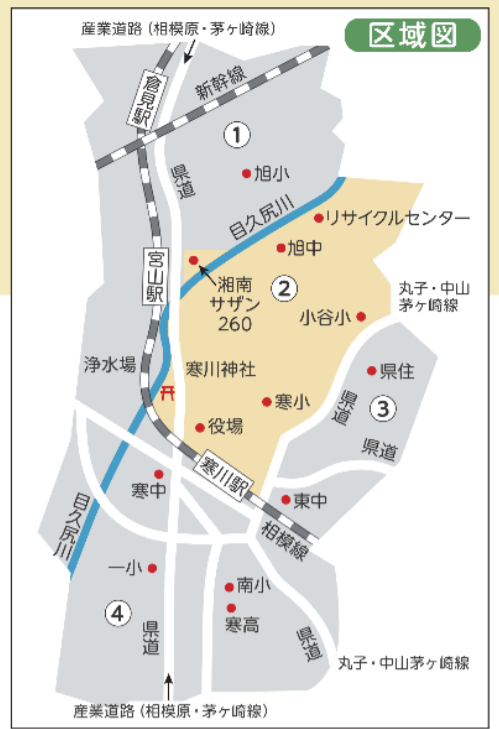 産業道路（相模原・茅ヶ崎線）
区域図
倉見駅
新幹線
①
県道
旭小
目久尻川
リサイクルセンター
旭中
宮山駅
湘南
サザン
260
②
丸子・中山
茅ヶ崎線
小谷小
浄水場
寒川神社
県住
県道
③
寒小
役場
県道
寒川駅
寒中
東中
目久尻川
相模線
一小
南小
④
県道
寒高
県道
丸子・中山茅ヶ崎線
産業道路（相模原・茅ヶ崎線）